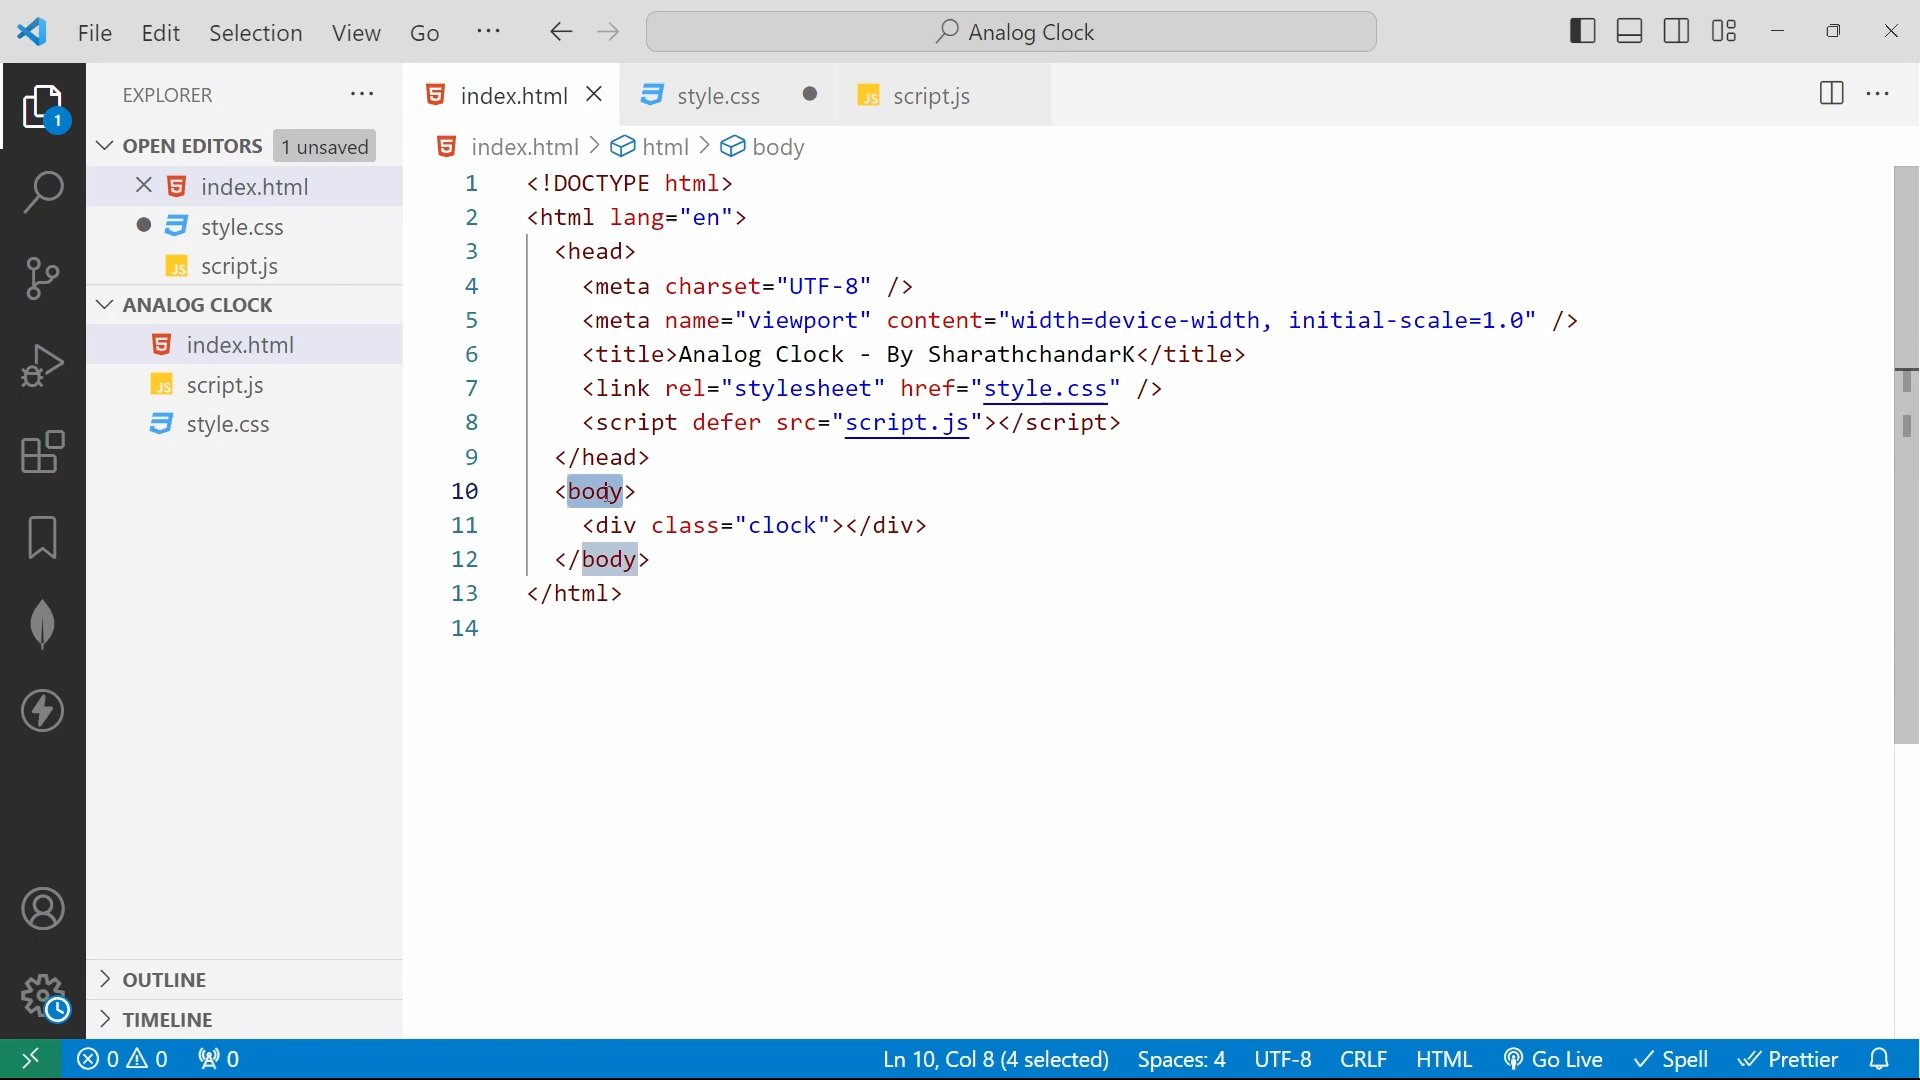 File Edit Selection View Go ··· Analog Clock
EXPLORER ···
1
OPEN EDITORS 1 unsaved
index.html
style.css
script.js
ANALOG CLOCK
index.html
script.js
style.css
OUTLINE
TIMELINE
index.html style.css script.js ···
index.html > html > body
1 <!DOCTYPE html>
2 <html lang="en">
3 <head>
4 <meta charset="UTF-8" />
5 <meta name="viewport" content="width=device-width, initial-scale=1.0" />
6 <title>Analog Clock - By SharathchandarK</title>
7 <link rel="stylesheet" href="style.css" />
8 <script defer src="script.js"></script>
9 </head>
10 <body>
11 <div class="clock"></div>
12 </body>
13 </html>
14
0 0 0 Ln 10, Col 8 (4 selected) Spaces: 4 UTF-8 CRLF HTML Go Live Spell Prettier